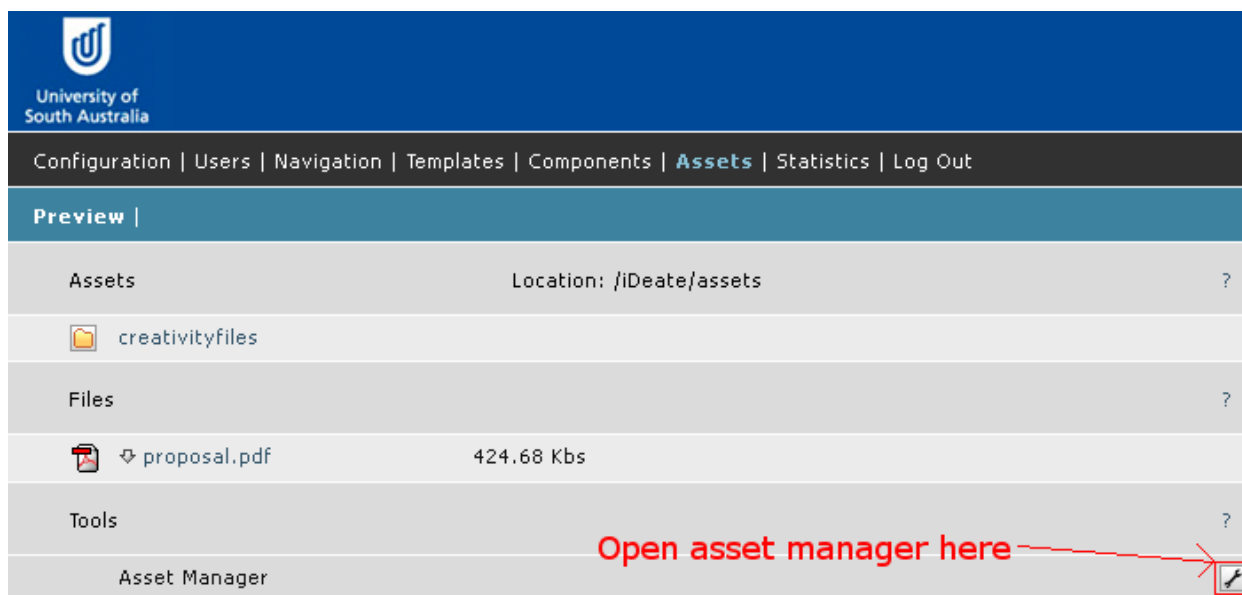 University of
South Australia
Configuration | Users | Navigation | Templates | Components | Assets | Statistics | Log Out
Preview |
Assets Location: /iDeate/assets ?
creativityfiles
Files ?
proposal.pdf 424.68 Kbs
Tools ?
Open asset manager here
Asset Manager